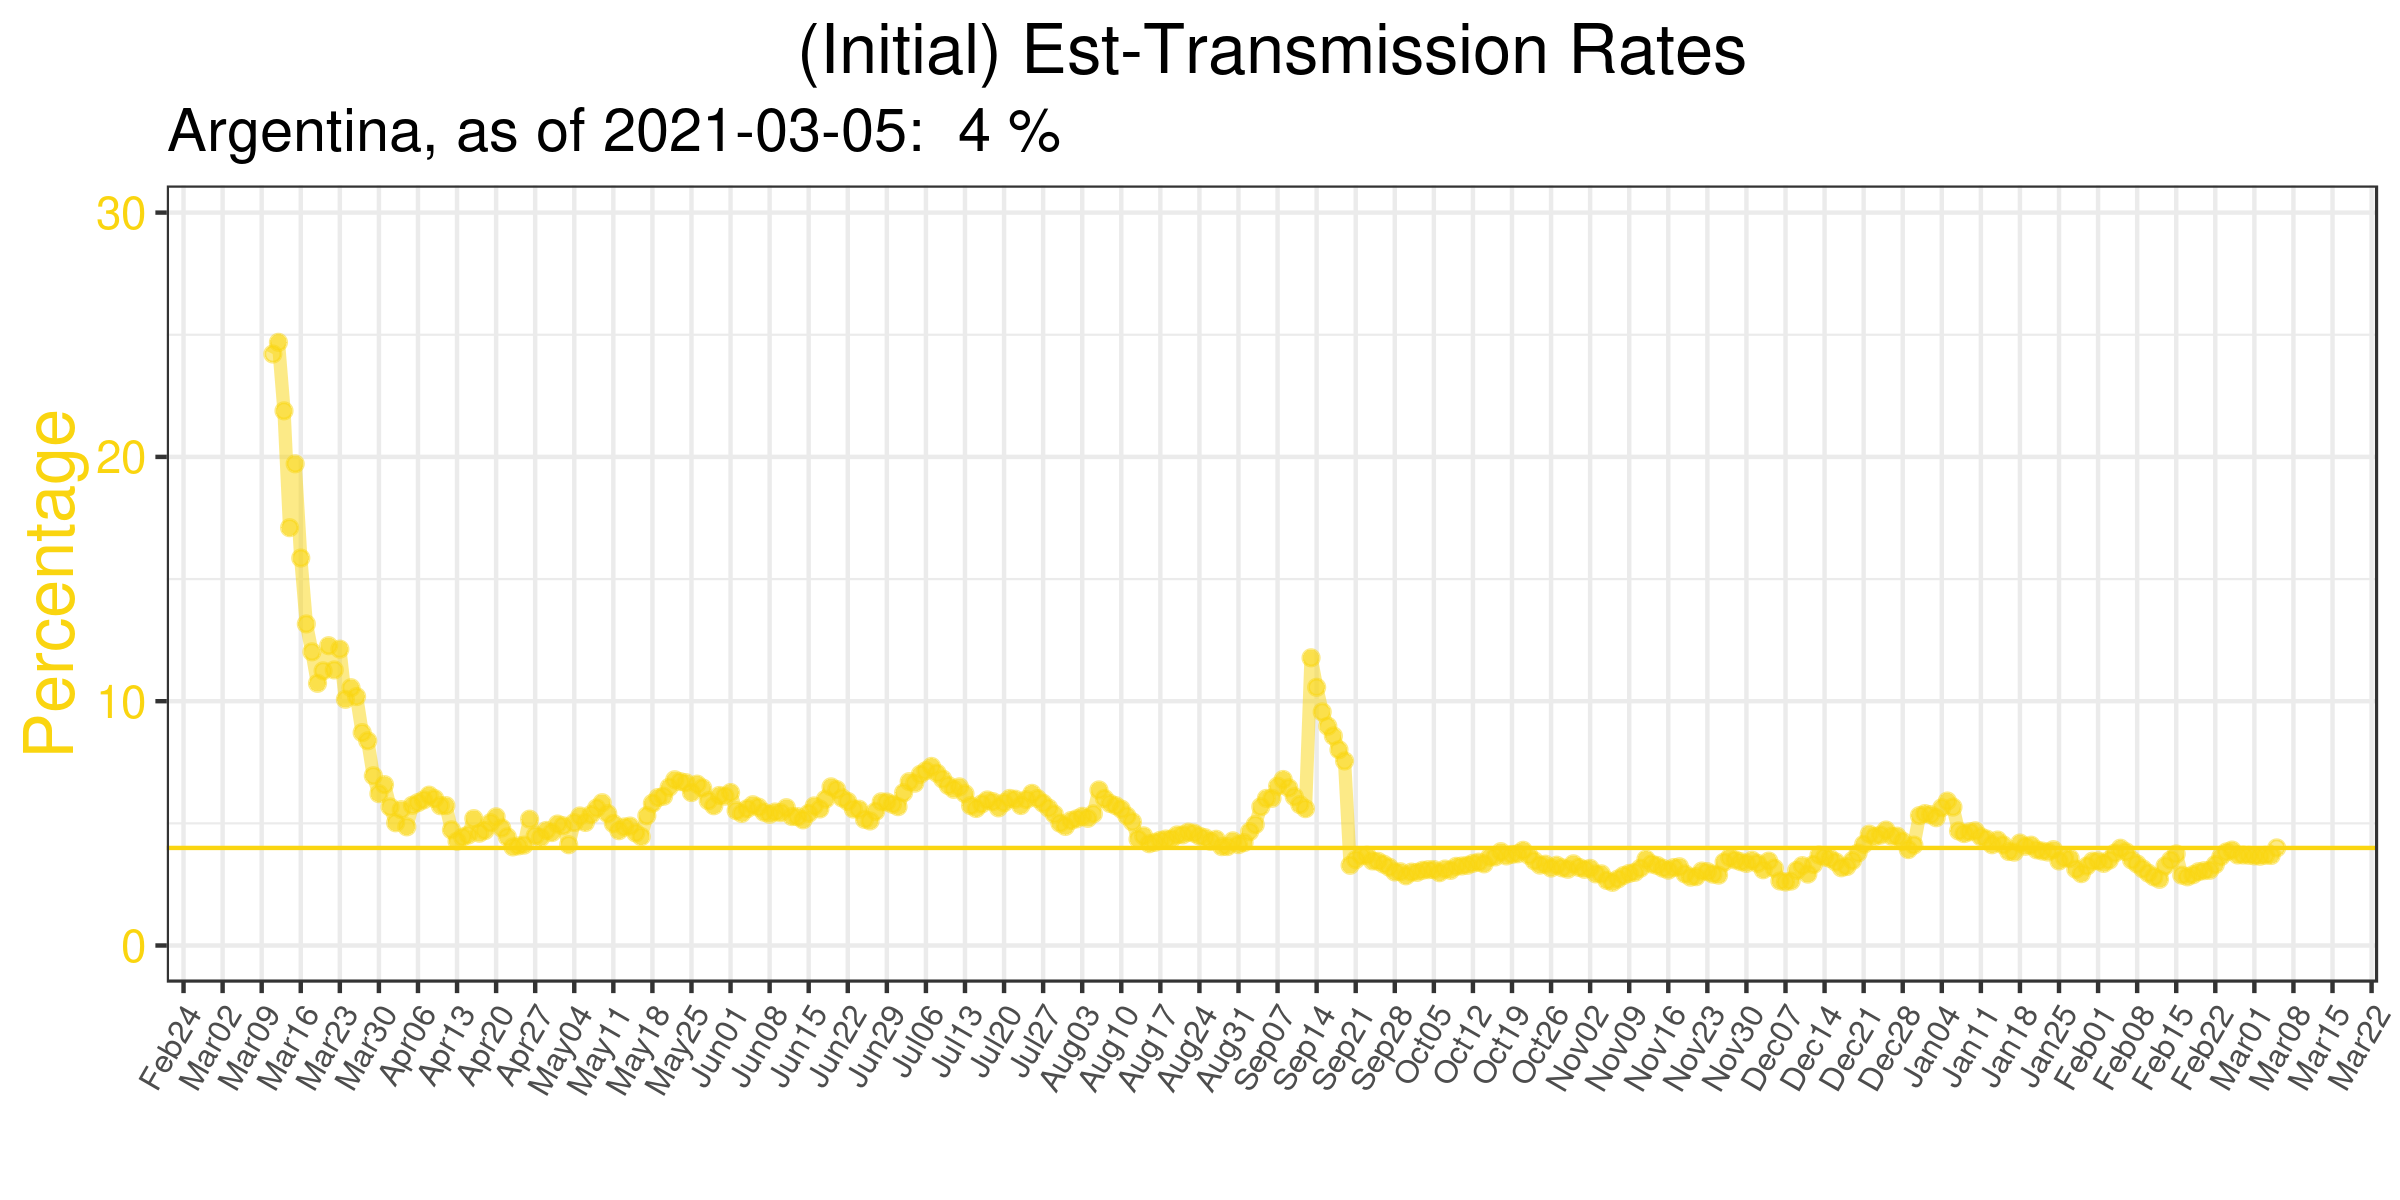 (Initial) Est-Transmission Rates
Argentina, as of 2021-03-05:  4 %
Percentage
30
20
10
0
Feb24
Mar02
Mar09
Mar16
Mar23
Mar30
Apr06
Apr13
Apr20
Apr27
May04
May11
May18
May25
Jun01
Jun08
Jun15
Jun22
Jun29
Jul06
Jul13
Jul20
Jul27
Aug03
Aug10
Aug17
Aug24
Aug31
Sep07
Sep14
Sep21
Sep28
Oct05
Oct12
Oct19
Oct26
Nov02
Nov09
Nov16
Nov23
Nov30
Dec07
Dec14
Dec21
Dec28
Jan04
Jan11
Jan18
Jan25
Feb01
Feb08
Feb15
Feb22
Mar01
Mar08
Mar15
Mar22